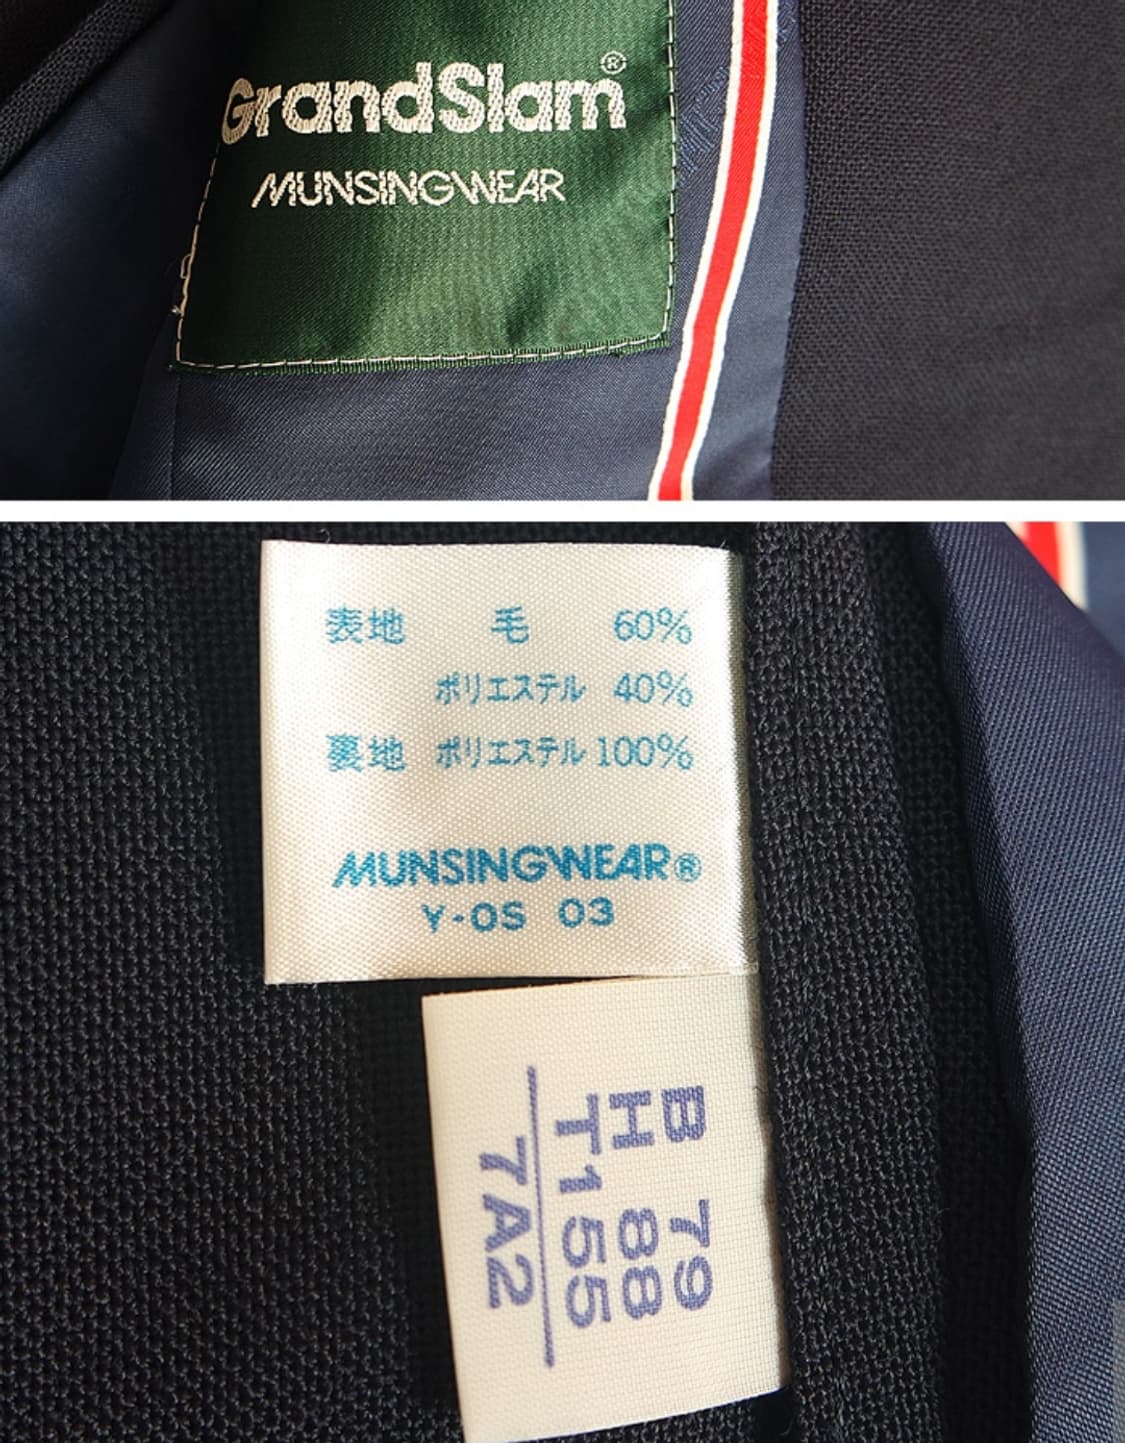 GrandSlam®
MUNSINGWEAR
表地 毛 60%
ポリエステル 40%
裏地 ポリエステル 100%
MUNSINGWEAR®
Y-OS 03
B 79
H 88
T155
7A2